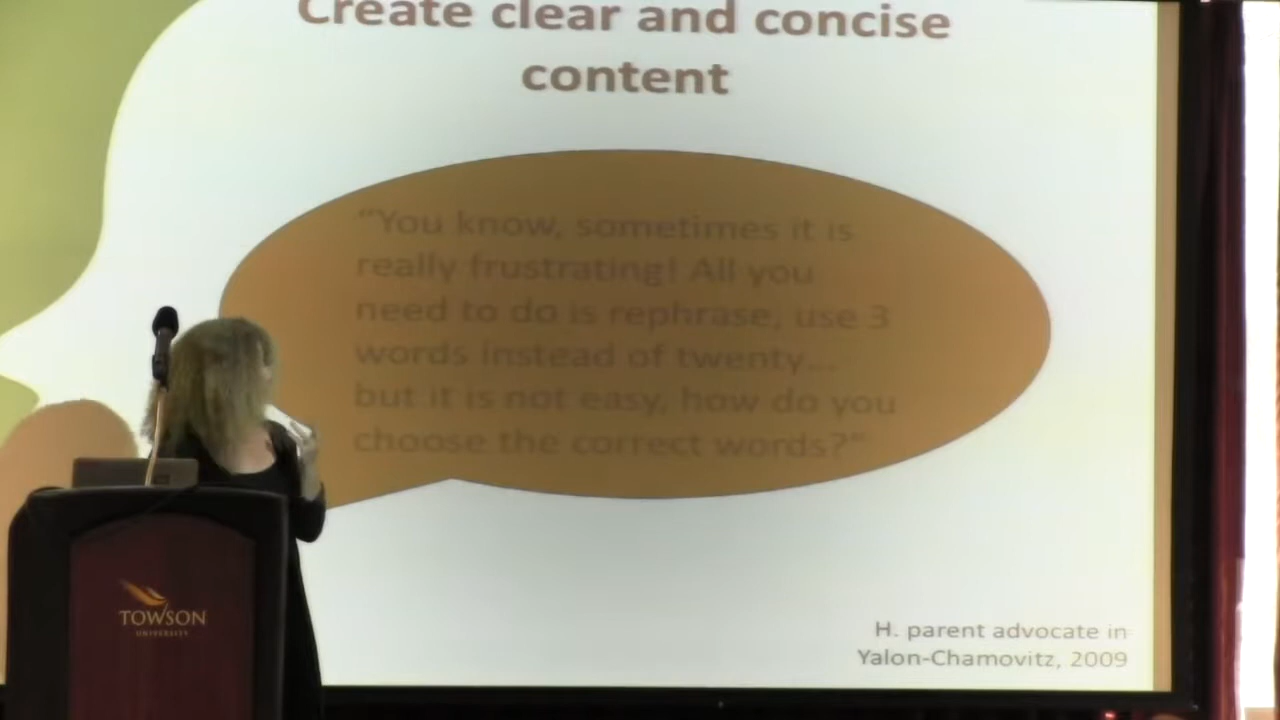 Create clear and concise
content
"You know, sometimes it is
really frustrating! All you
need to do is rephrase, use 3
words instead of twenty...
but it is not easy, how do you
choose the correct words?"
H. parent advocate in
Yalon-Chamovitz, 2009
TOWSON
UNIVERSITY